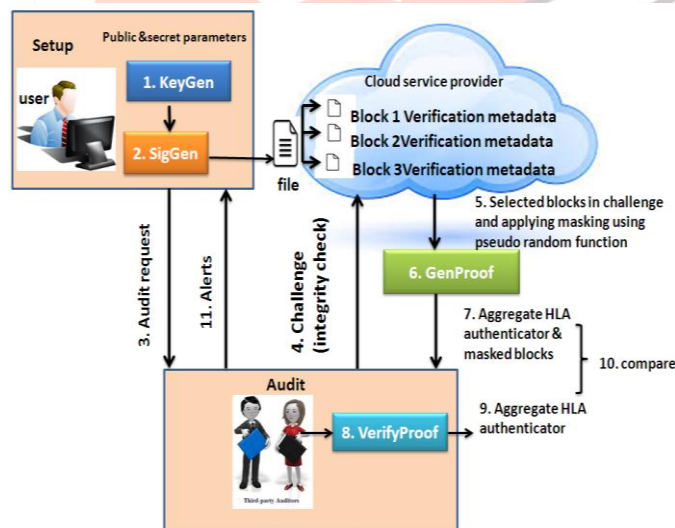 Public &secret parameters
Setup
user
1. KeyGen
2. SigGen
file
Cloud service provider
Block 1 Verification metadata
Block 2Verification metadata
Block 3Verification metadata
3. Audit request
11. Alerts
4. Challenge
(integrity check)
5. Selected blocks in challenge
and applying masking using
pseudo random function
6. GenProof
7. Aggregate HLA
authenticator &
masked blocks
10. compare
Audit
Third-party Auditors
8. VerifyProof
9. Aggregate HLA
authenticator